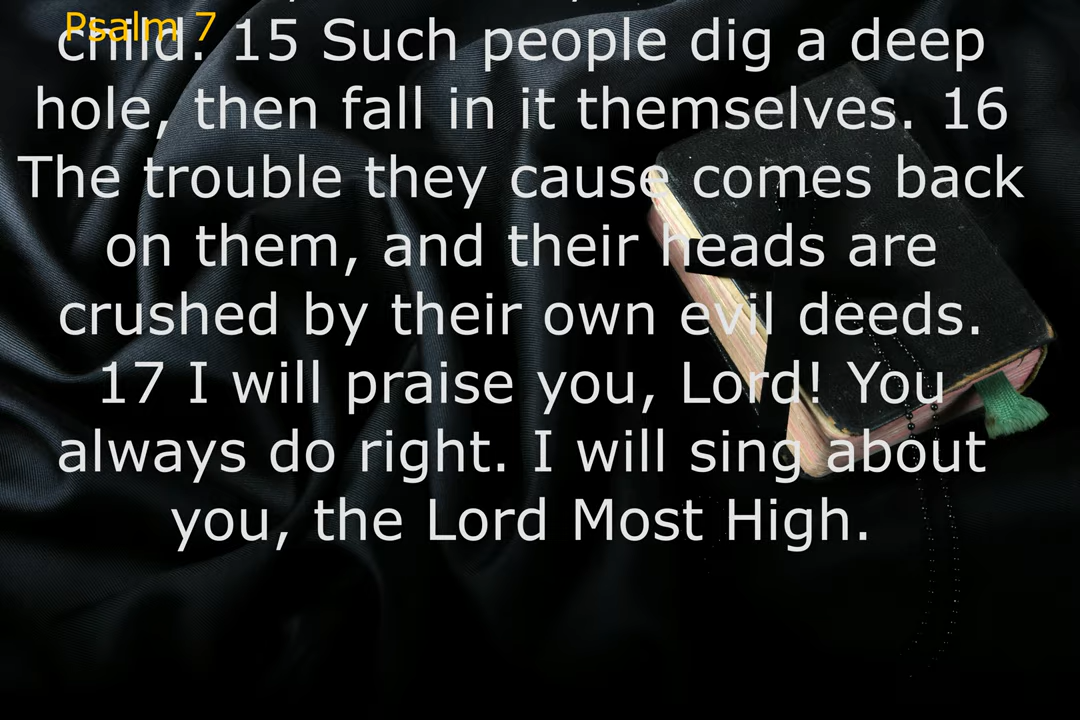 Psalm 7
child. 15 Such people dig a deep
hole, then fall in it themselves. 16
The trouble they cause comes back
on them, and their heads are
crushed by their own evil deeds.
17 I will praise you, Lord! You
always do right. I will sing about
you, the Lord Most High.